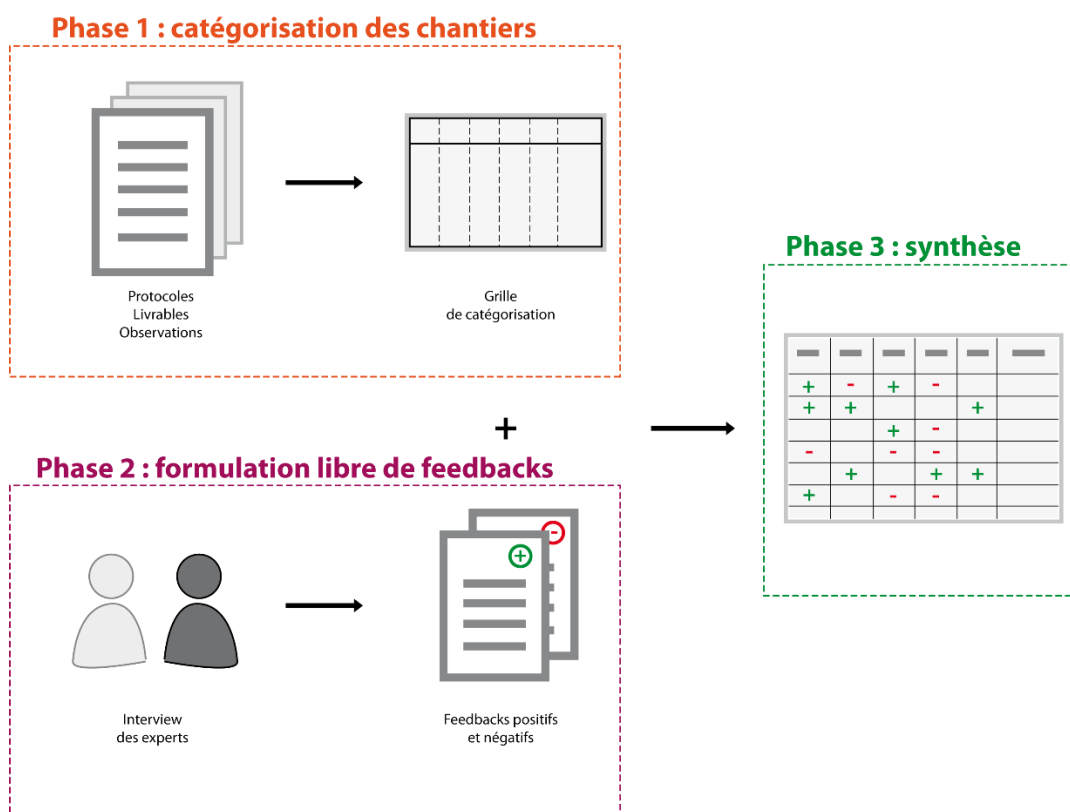 Phase 1 : catégorisation des chantiers
Protocoles
Livrables
Observations
Grille
de catégorisation
+
Phase 2 : formulation libre de feedbacks
+
-
Interview
des experts
Feedbacks positifs
et négatifs
Phase 3 : synthèse
+ - + -
+ + +
+ -
- - -
+ + +
+ - -